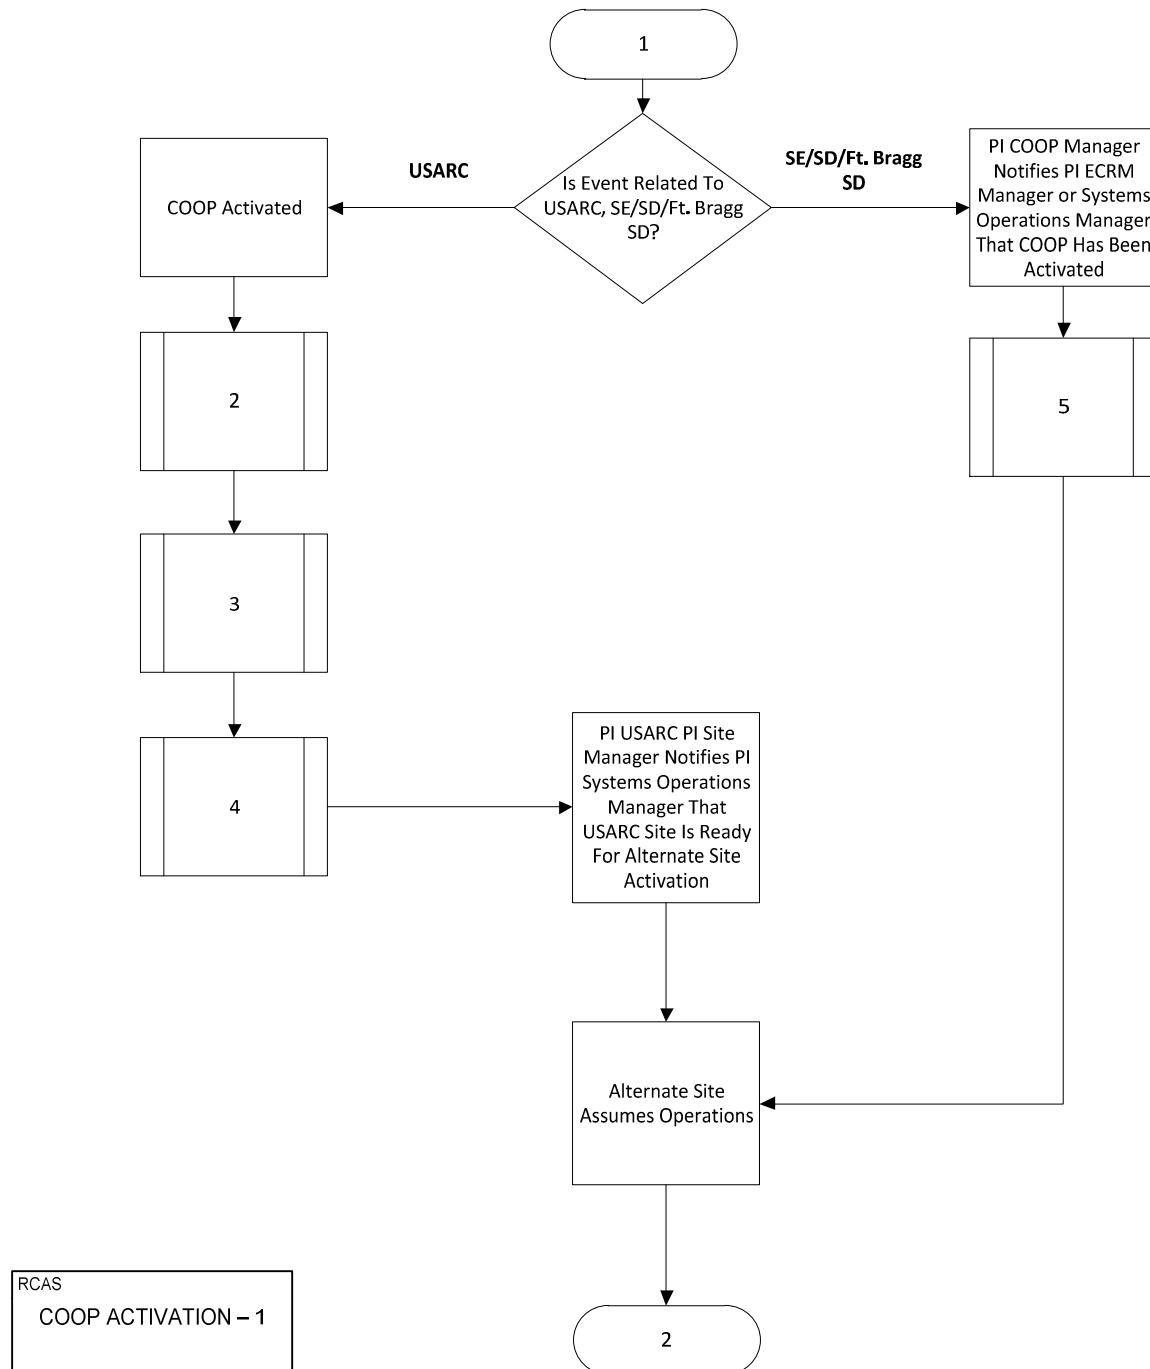 1
Is Event Related To
USARC, SE/SD/Ft. Bragg
SD?
USARC
SE/SD/Ft. Bragg
SD
COOP Activated
PI COOP Manager
Notifies PI ECRM
Manager or Systems
Operations Manager
That COOP Has Been
Activated
2
5
3
4
PI USARC PI Site
Manager Notifies PI
Systems Operations
Manager That
USARC Site Is Ready
For Alternate Site
Activation
Alternate Site
Assumes Operations
2
RCAS
COOP ACTIVATION – 1